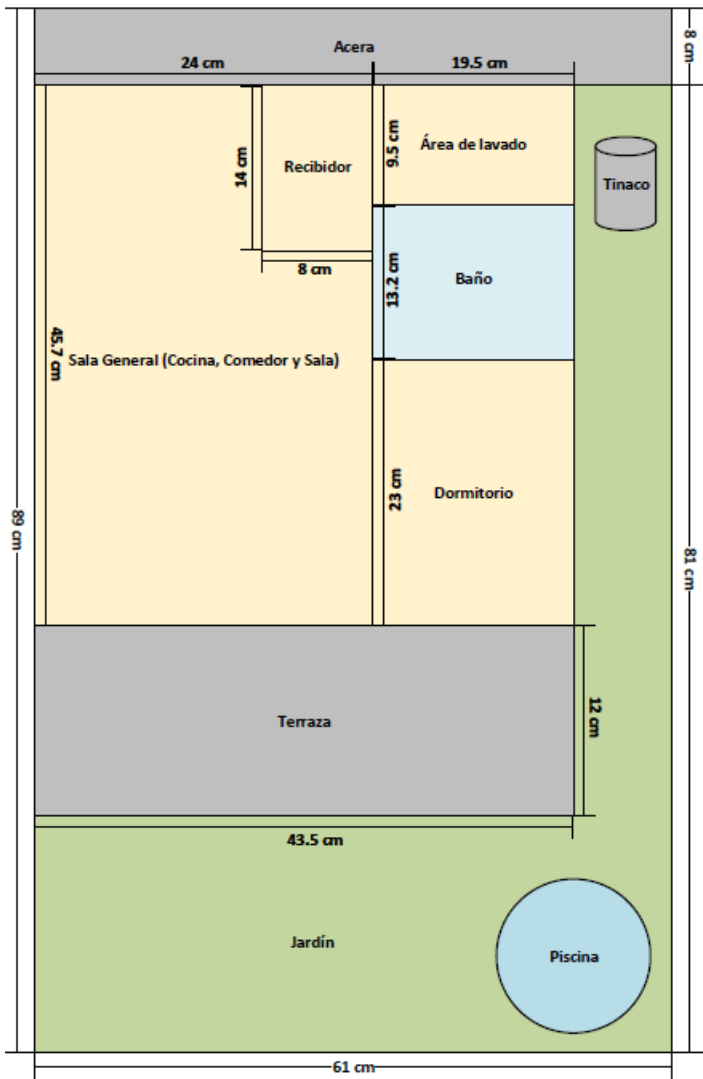 Acera
8 cm
24 cm
19.5 cm
9.5 cm
Área de lavado
14 cm
Recibidor
Tinaco
8 cm
13.2 cm
Baño
45.7 cm
Sala General (Cocina, Comedor y Sala)
23 cm
Dormitorio
89 cm
81 cm
Terraza
12 cm
43.5 cm
Jardín
Piscina
61 cm